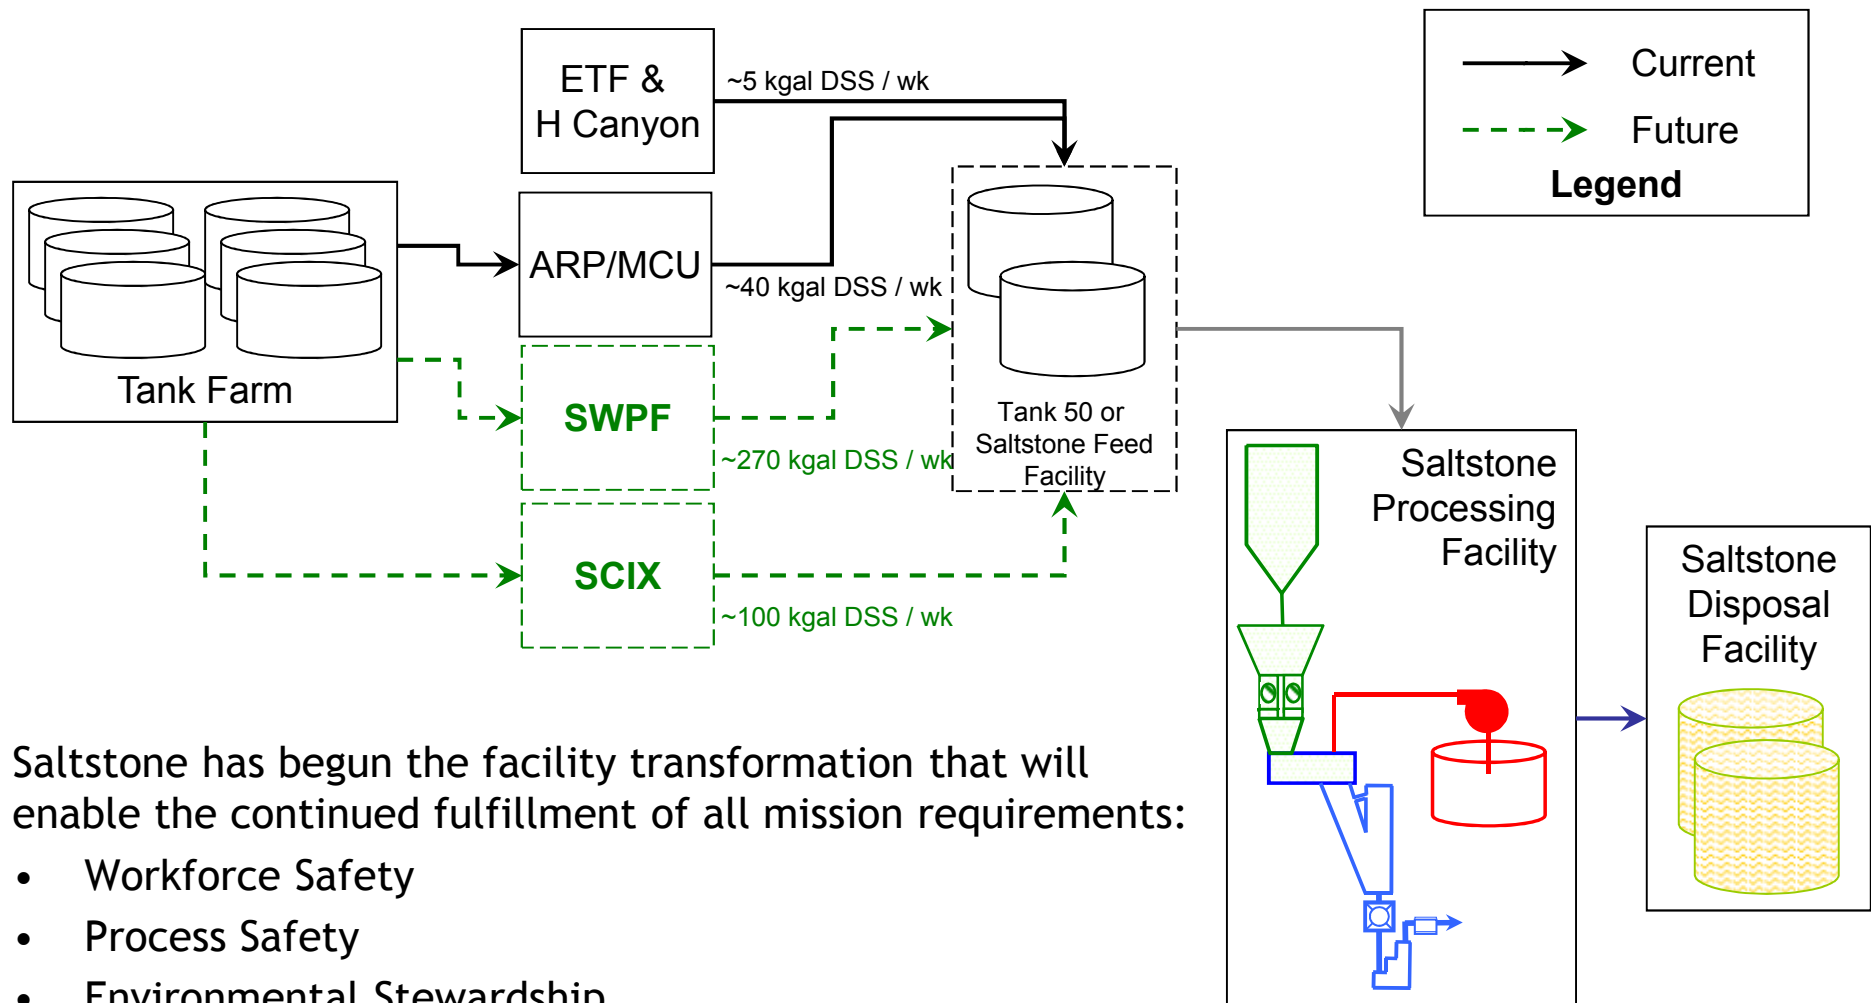 ETF &
H Canyon
~5 kgal DSS / wk
Current
Future
Legend
ARP/MCU
~40 kgal DSS / wk
Tank Farm
SWPF
~270 kgal DSS / wk
Tank 50 or
Saltstone Feed
Facility
SCIX
~100 kgal DSS / wk
Saltstone
Processing
Facility
Saltstone
Disposal
Facility
Saltstone has begun the facility transformation that will
enable the continued fulfillment of all mission requirements:
• Workforce Safety
• Process Safety
• Environmental Stewardship